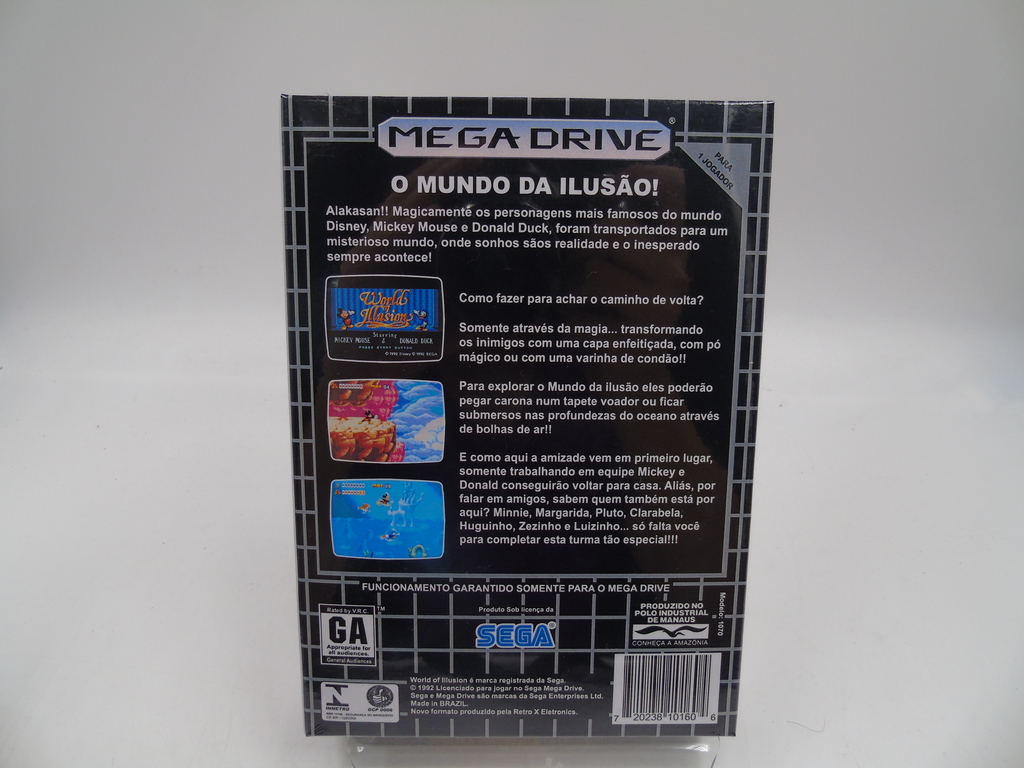 MEGA DRIVE®
PARA
1 JOGADOR
O MUNDO DA ILUSÃO!
Alakasan!! Magicamente os personagens mais famosos do mundo
Disney, Mickey Mouse e Donald Duck, foram transportados para um
misterioso mundo, onde sonhos sãos realidade e o inesperado
sempre acontece!
World of
Illusion
Starring
MICKEY MOUSE & DONALD DUCK
PRESS START BUTTON
Como fazer para achar o caminho de volta?
Somente através da magia... transformando
os inimigos com uma capa enfeitiçada, com pó
mágico ou com uma varinha de condão!!
Para explorar o Mundo da ilusão eles poderão
pegar carona num tapete voador ou ficar
submersos nas profundezas do oceano através
de bolhas de ar!!
E como aqui a amizade vem em primeiro lugar,
somente trabalhando em equipe Mickey e
Donald conseguirão voltar para casa. Aliás, por
falar em amigos, sabem quem também está por
aqui? Minnie, Margarida, Pluto, Clarabela,
Huguinho, Zezinho e Luizinho... só falta você
para completar esta turma tão especial!!!
FUNCIONAMENTO GARANTIDO SOMENTE PARA O MEGA DRIVE
Rated by V.R.C. TM
GA
Appropriate for
all audiences.
General Audiences
Produto Sob licença da
SEGA®
PRODUZIDO NO
POLO INDUSTRIAL
DE MANAUS
CONHEÇA A AMAZÔNIA
Modelo: 1070
INMETRO
OCP 0006
World of Illusion é marca registrada da Sega.
© 1992 Licenciado para jogar no Sega Mega Drive.
Sega e Mega Drive são marcas da Sega Enterprises Ltd.
Made in BRAZIL.
Novo formato produzido pela Retro X Eletronics.
7 20238 10160 6